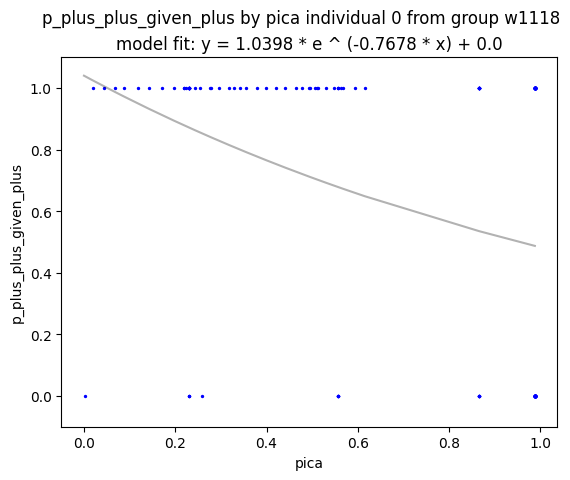 p_plus_plus_given_plus by pica individual 0 from group w1118
model fit: y = 1.0398 * e ^ (-0.7678 * x) + 0.0
p_plus_plus_given_plus
1.0
0.8
0.6
0.4
0.2
0.0
0.0 0.2 0.4 0.6 0.8 1.0
pica